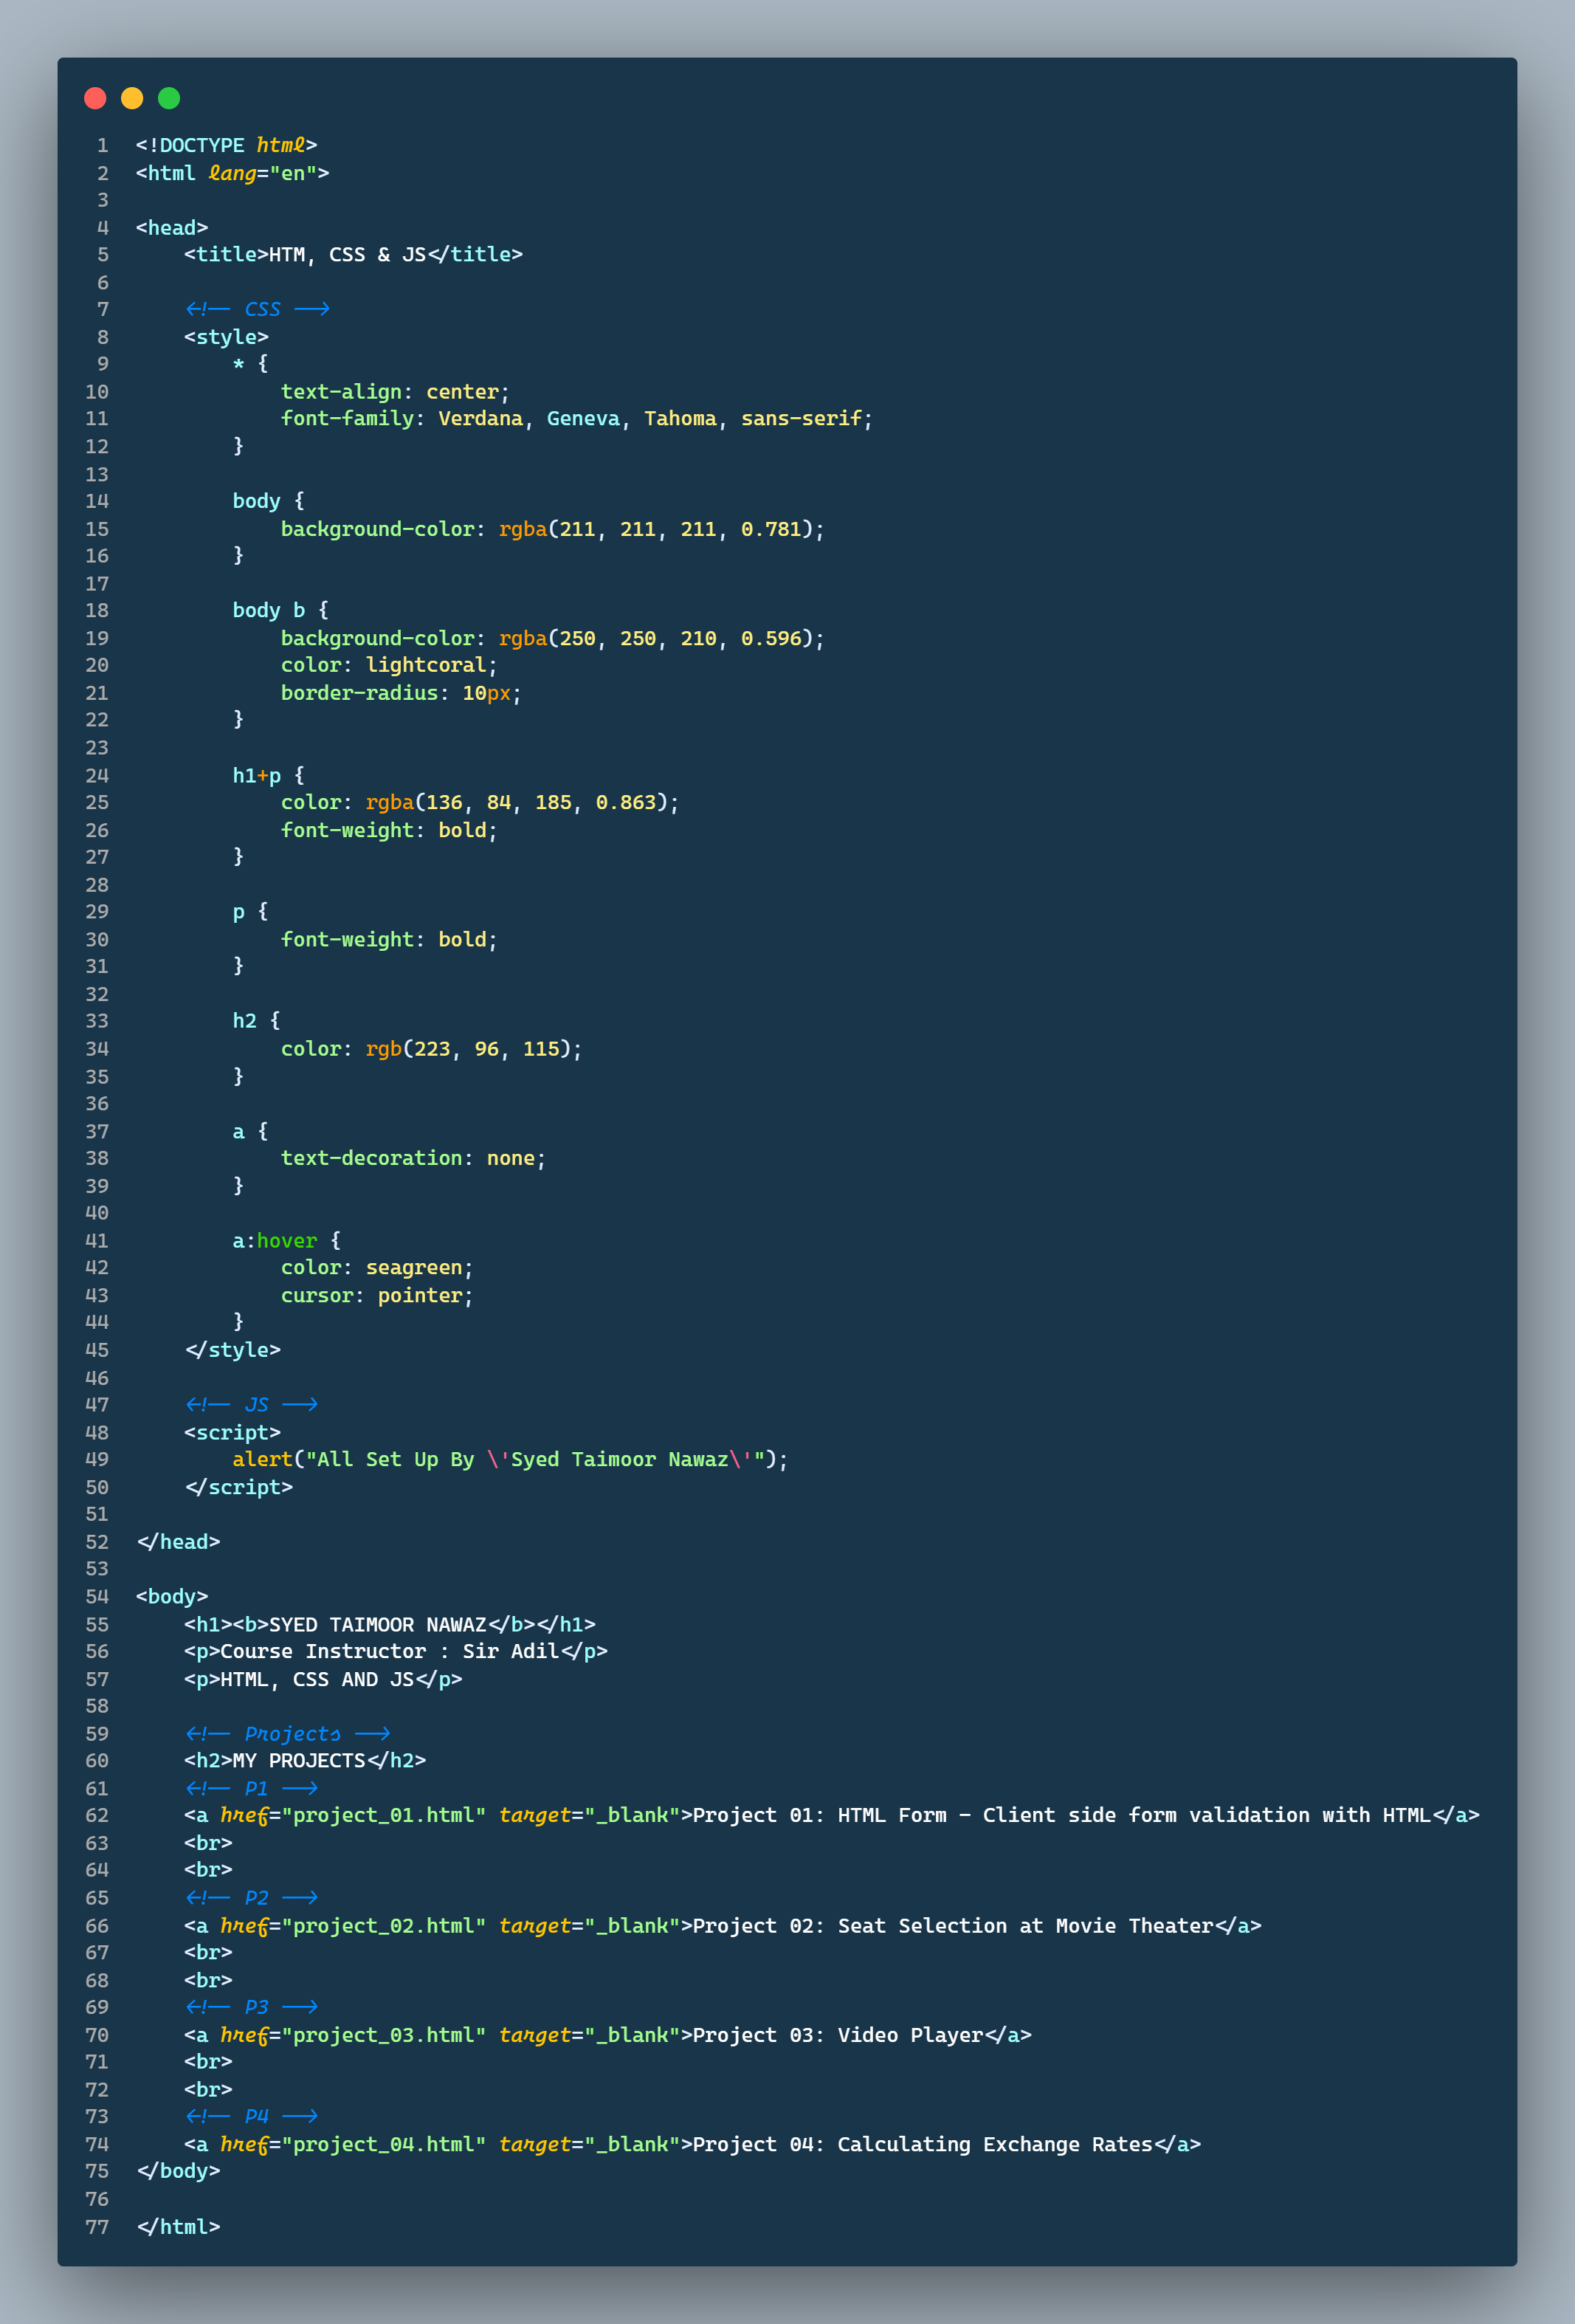 1 <!DOCTYPE html>
2 <html lang="en">
3
4 <head>
5     <title>HTM, CSS & JS</title>
6
7     <!-- CSS -->
8     <style>
9         * {
10             text-align: center;
11             font-family: Verdana, Geneva, Tahoma, sans-serif;
12         }
13
14         body {
15             background-color: rgba(211, 211, 211, 0.781);
16         }
17
18         body b {
19             background-color: rgba(250, 250, 210, 0.596);
20             color: lightcoral;
21             border-radius: 10px;
22         }
23
24         h1+p {
25             color: rgba(136, 84, 185, 0.863);
26             font-weight: bold;
27         }
28
29         p {
30             font-weight: bold;
31         }
32
33         h2 {
34             color: rgb(223, 96, 115);
35         }
36
37         a {
38             text-decoration: none;
39         }
40
41         a:hover {
42             color: seagreen;
43             cursor: pointer;
44         }
45     </style>
46
47     <!-- JS -->
48     <script>
49         alert("All Set Up By \'Syed Taimoor Nawaz\'");
50     </script>
51
52 </head>
53
54 <body>
55     <h1><b>SYED TAIMOOR NAWAZ</b></h1>
56     <p>Course Instructor : Sir Adil</p>
57     <p>HTML, CSS AND JS</p>
58
59     <!-- Projects -->
60     <h2>MY PROJECTS</h2>
61     <!-- P1 -->
62     <a href="project_01.html" target="_blank">Project 01: HTML Form - Client side form validation with HTML</a>
63     <br>
64     <br>
65     <!-- P2 -->
66     <a href="project_02.html" target="_blank">Project 02: Seat Selection at Movie Theater</a>
67     <br>
68     <br>
69     <!-- P3 -->
70     <a href="project_03.html" target="_blank">Project 03: Video Player</a>
71     <br>
72     <br>
73     <!-- P4 -->
74     <a href="project_04.html" target="_blank">Project 04: Calculating Exchange Rates</a>
75 </body>
76
77 </html>